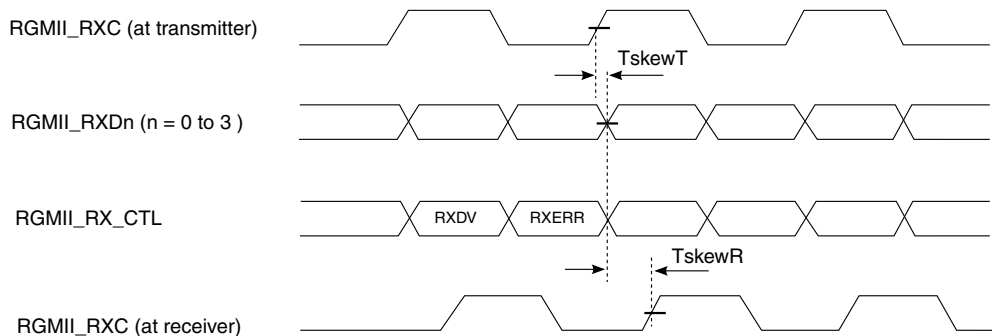 RGMII_RXC (at transmitter)
TskewT
RGMII_RXDn (n = 0 to 3 )
RGMII_RX_CTL
RXDV
RXERR
TskewR
RGMII_RXC (at receiver)